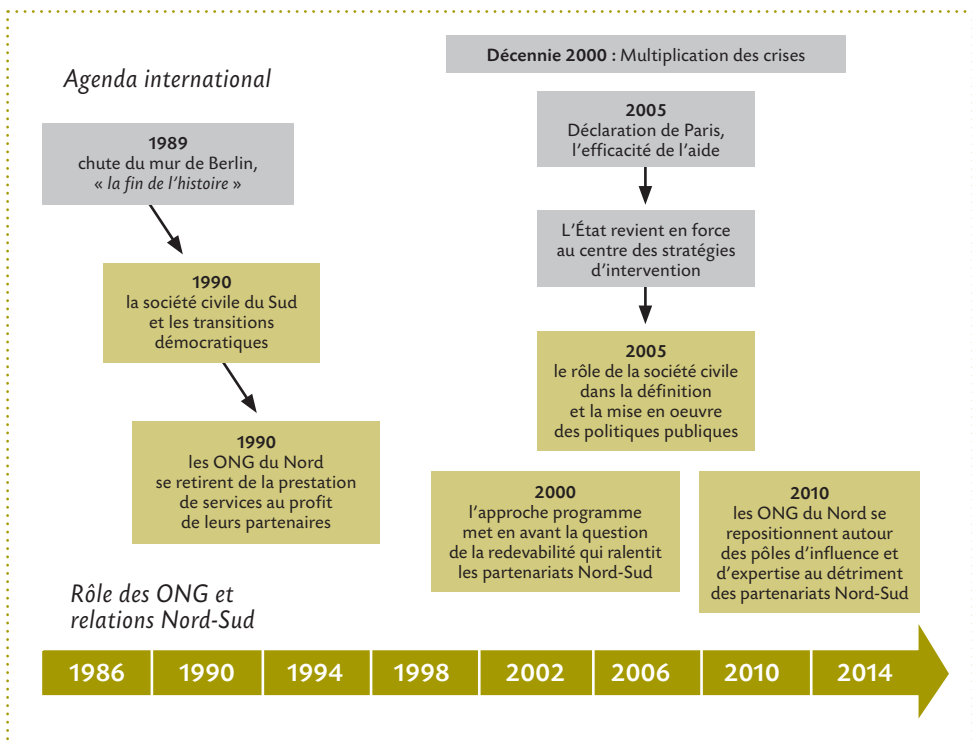 Agenda international
1989
chute du mur de Berlin,
« la fin de l’histoire »
1990
la société civile du Sud
et les transitions
démocratiques
1990
les ONG du Nord
se retirent de la prestation
de services au profit
de leurs partenaires
Décennie 2000 : Multiplication des crises
2005
Déclaration de Paris,
l’efficacité de l’aide
L’État revient en force
au centre des stratégies
d’intervention
2005
le rôle de la société civile
dans la définition
et la mise en oeuvre
des politiques publiques
2000
l’approche programme
met en avant la question
de la redevabilité qui ralentit
les partenariats Nord-Sud
2010
les ONG du Nord se
repositionnent autour
des pôles d’influence et
d’expertise au détriment
des partenariats Nord-Sud
Rôle des ONG et
relations Nord-Sud
1986 1990 1994 1998 2002 2006 2010 2014